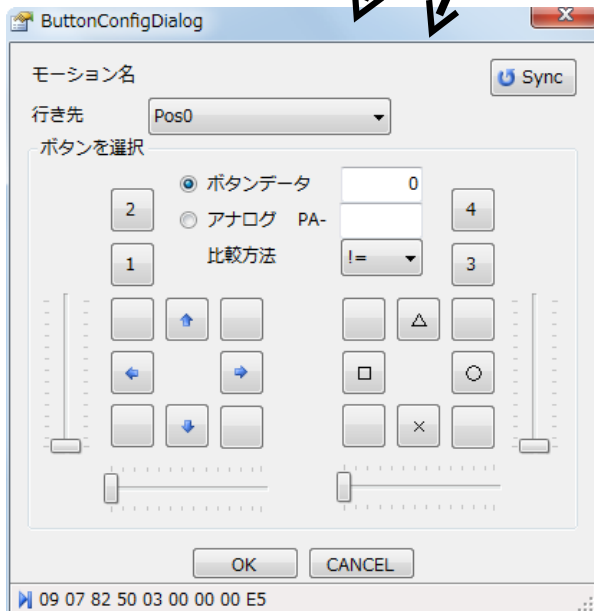 ButtonConfigDialog
モーション名
Sync
行き先 Pos0
ボタンを選択
ボタンデータ 0
アナログ PA-
比較方法 !=
2
4
1
3
△
□ ○
×
OK CANCEL
09 07 82 50 03 00 00 00 E5